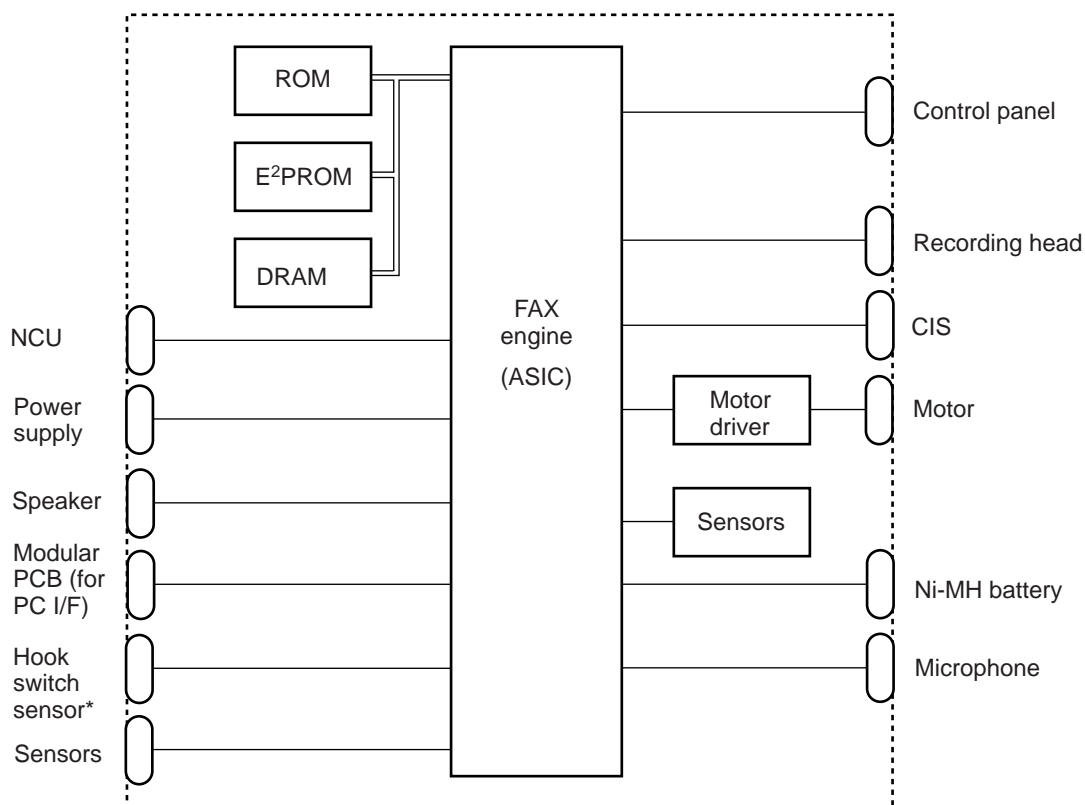 ROM
E²PROM
DRAM
NCU
Power
supply
Speaker
Modular
PCB (for
PC I/F)
Hook
switch
sensor*
Sensors
FAX
engine
(ASIC)
Motor
driver
Sensors
Control panel
Recording head
CIS
Motor
Ni-MH battery
Microphone